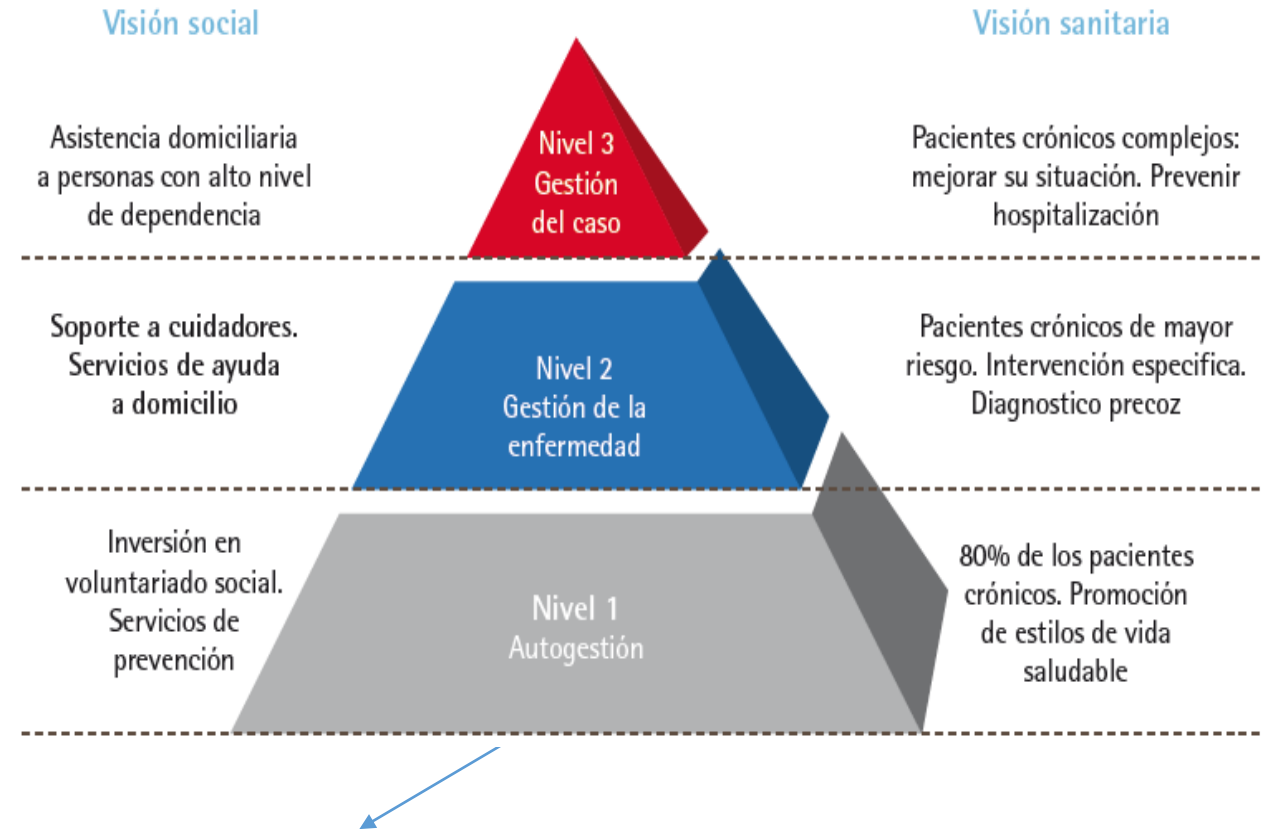 Visión social
Visión sanitaria
Asistencia domiciliaria
a personas con alto nivel
de dependencia
Nivel 3
Gestión
del caso
Pacientes crónicos complejos:
mejorar su situación. Prevenir
hospitalización
Soporte a cuidadores.
Servicios de ayuda
a domicilio
Nivel 2
Gestión de la
enfermedad
Pacientes crónicos de mayor
riesgo. Intervención especifica.
Diagnostico precoz
Inversión en
voluntariado social.
Servicios de
prevención
Nivel 1
Autogestión
80% de los pacientes
crónicos. Promoción
de estilos de vida
saludable